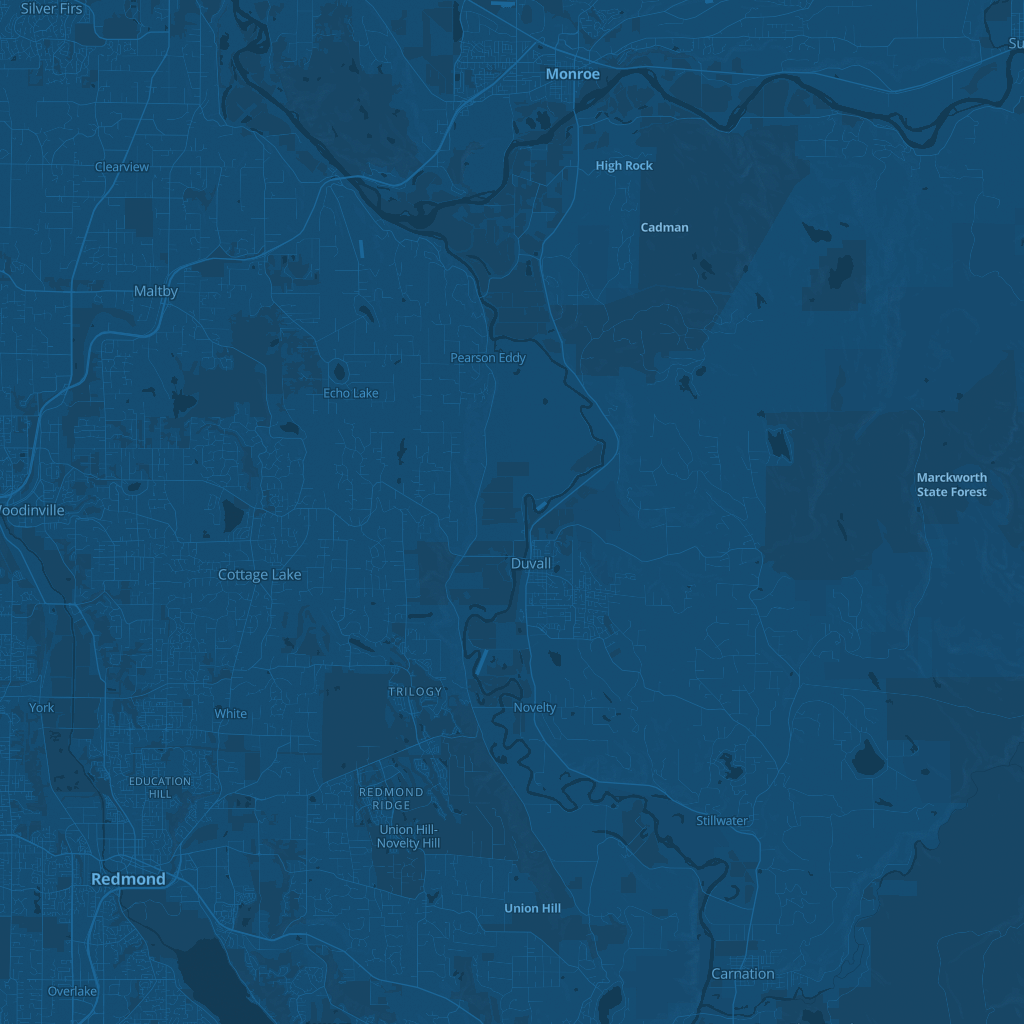 Silver Firs
Su
Monroe
Clearview
High Rock
Cadman
Maltby
Pearson Eddy
Echo Lake
Marckworth
State Forest
Woodinville
Duvall
Cottage Lake
TRILOGY
York
White
Novelty
EDUCATION
HILL
REDMOND
RIDGE
Stillwater
Union Hill-
Novelty Hill
Redmond
Union Hill
Carnation
Overlake